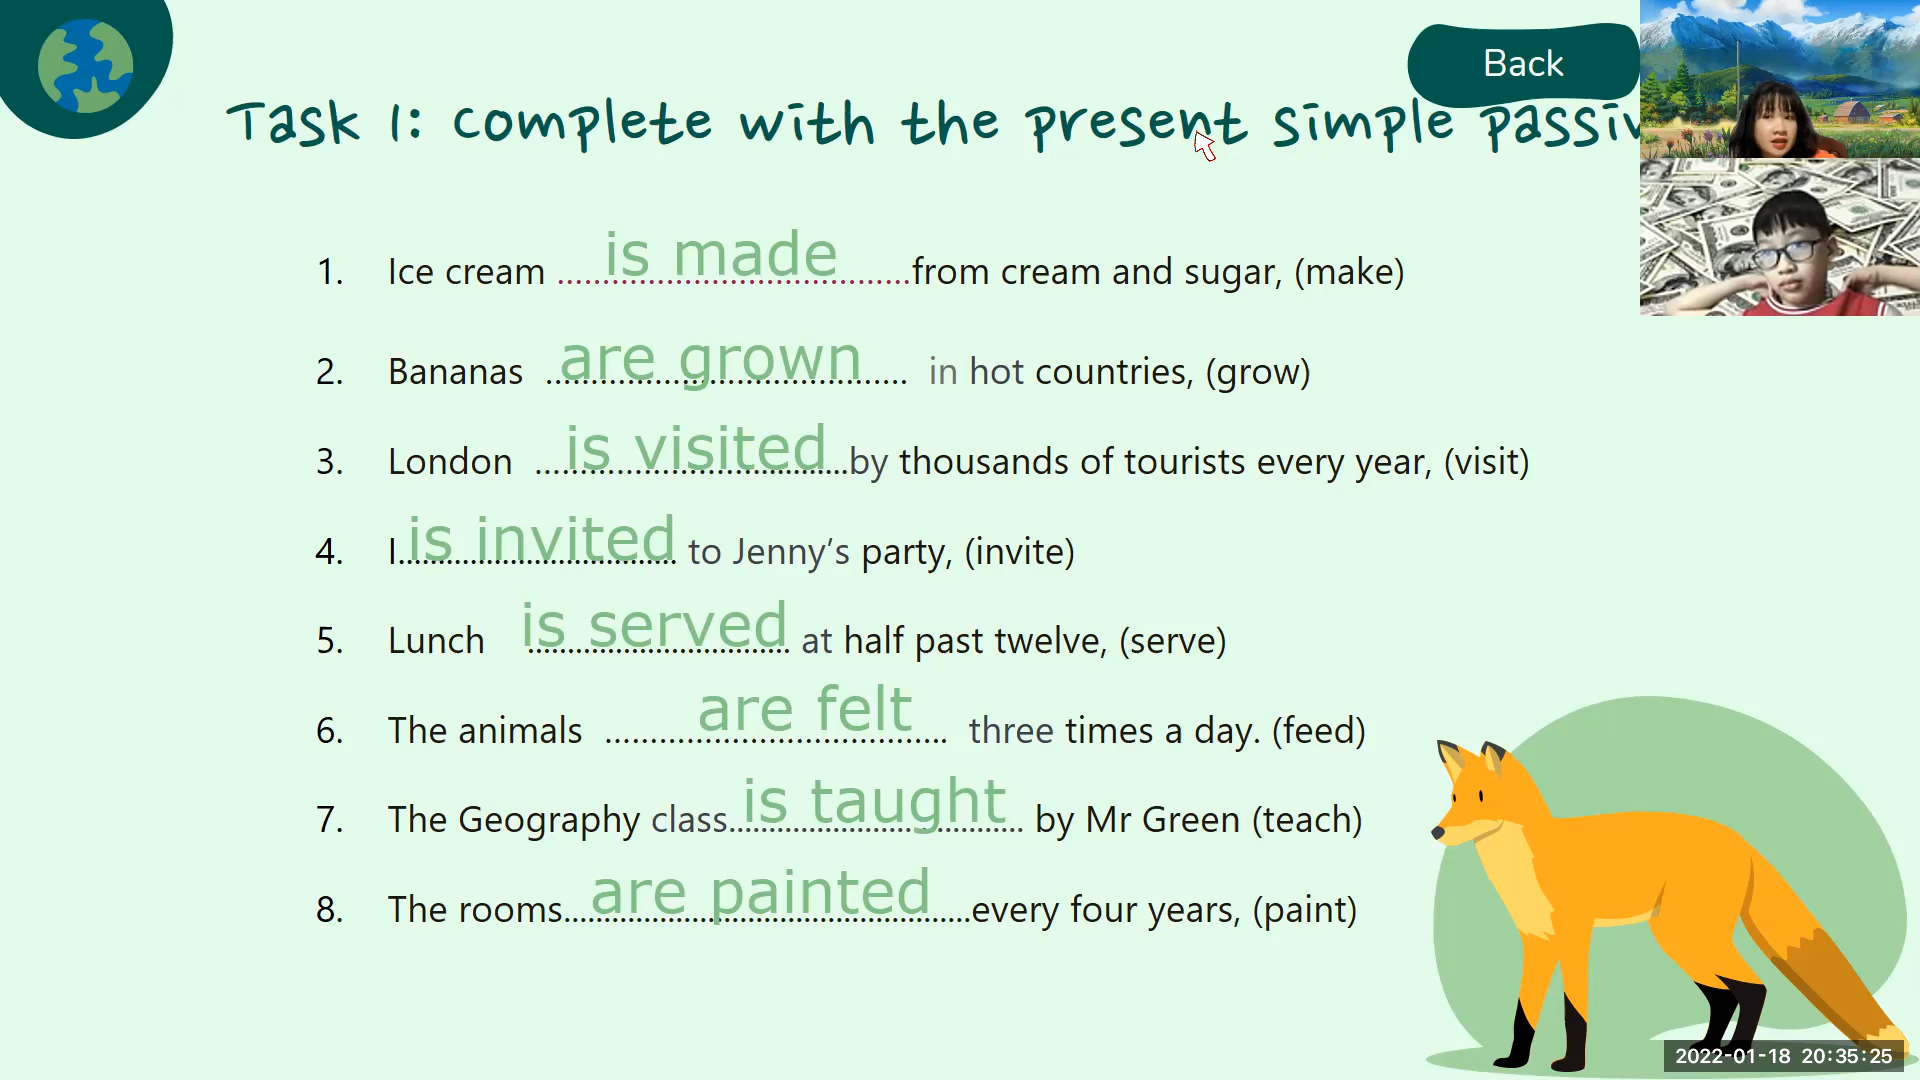 Back
Task 1: Complete with the present simple passiv
1. Ice cream is made from cream and sugar, (make)
2. Bananas are grown in hot countries, (grow)
3. London is visited by thousands of tourists every year, (visit)
4. I is invited to Jenny’s party, (invite)
5. Lunch is served at half past twelve, (serve)
6. The animals are felt three times a day. (feed)
7. The Geography class is taught by Mr Green (teach)
8. The rooms are painted every four years, (paint)
2022-01-18 20:35:25